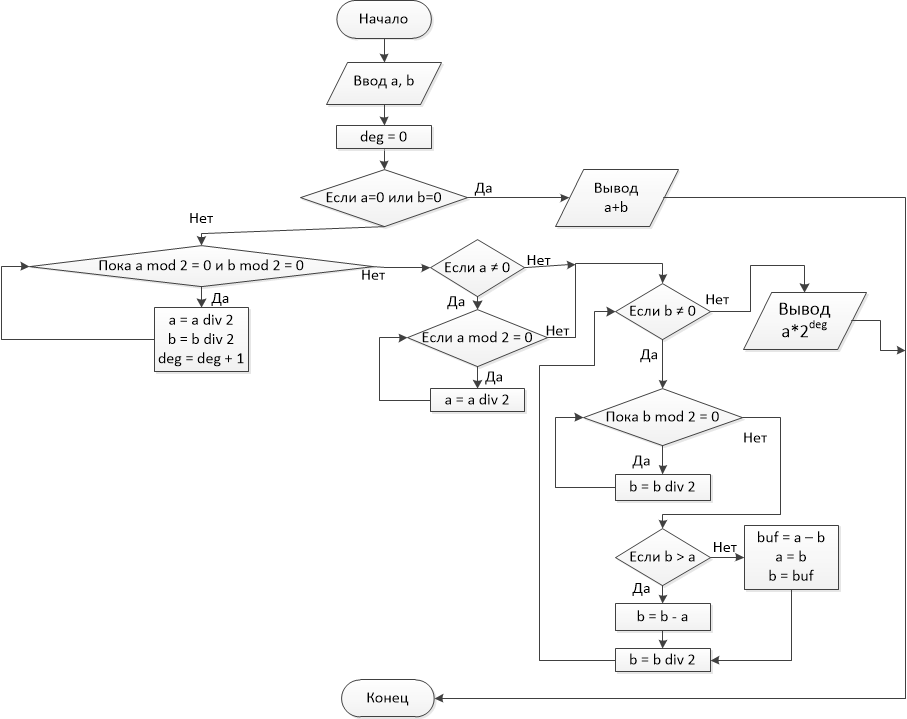 Начало
Ввод a, b
deg = 0
Если a=0 или b=0
Да
Вывод
a+b
Нет
Пока a mod 2 = 0 и b mod 2 = 0
Нет
Да
a = a div 2
b = b div 2
deg = deg + 1
Если a ≠ 0
Нет
Да
Если a mod 2 = 0
Нет
Да
a = a div 2
Если b ≠ 0
Нет
Вывод
a*2^deg
Да
Пока b mod 2 = 0
Нет
Да
b = b div 2
Если b > a
Нет
buf = a – b
a = b
b = buf
Да
b = b - a
b = b div 2
Конец